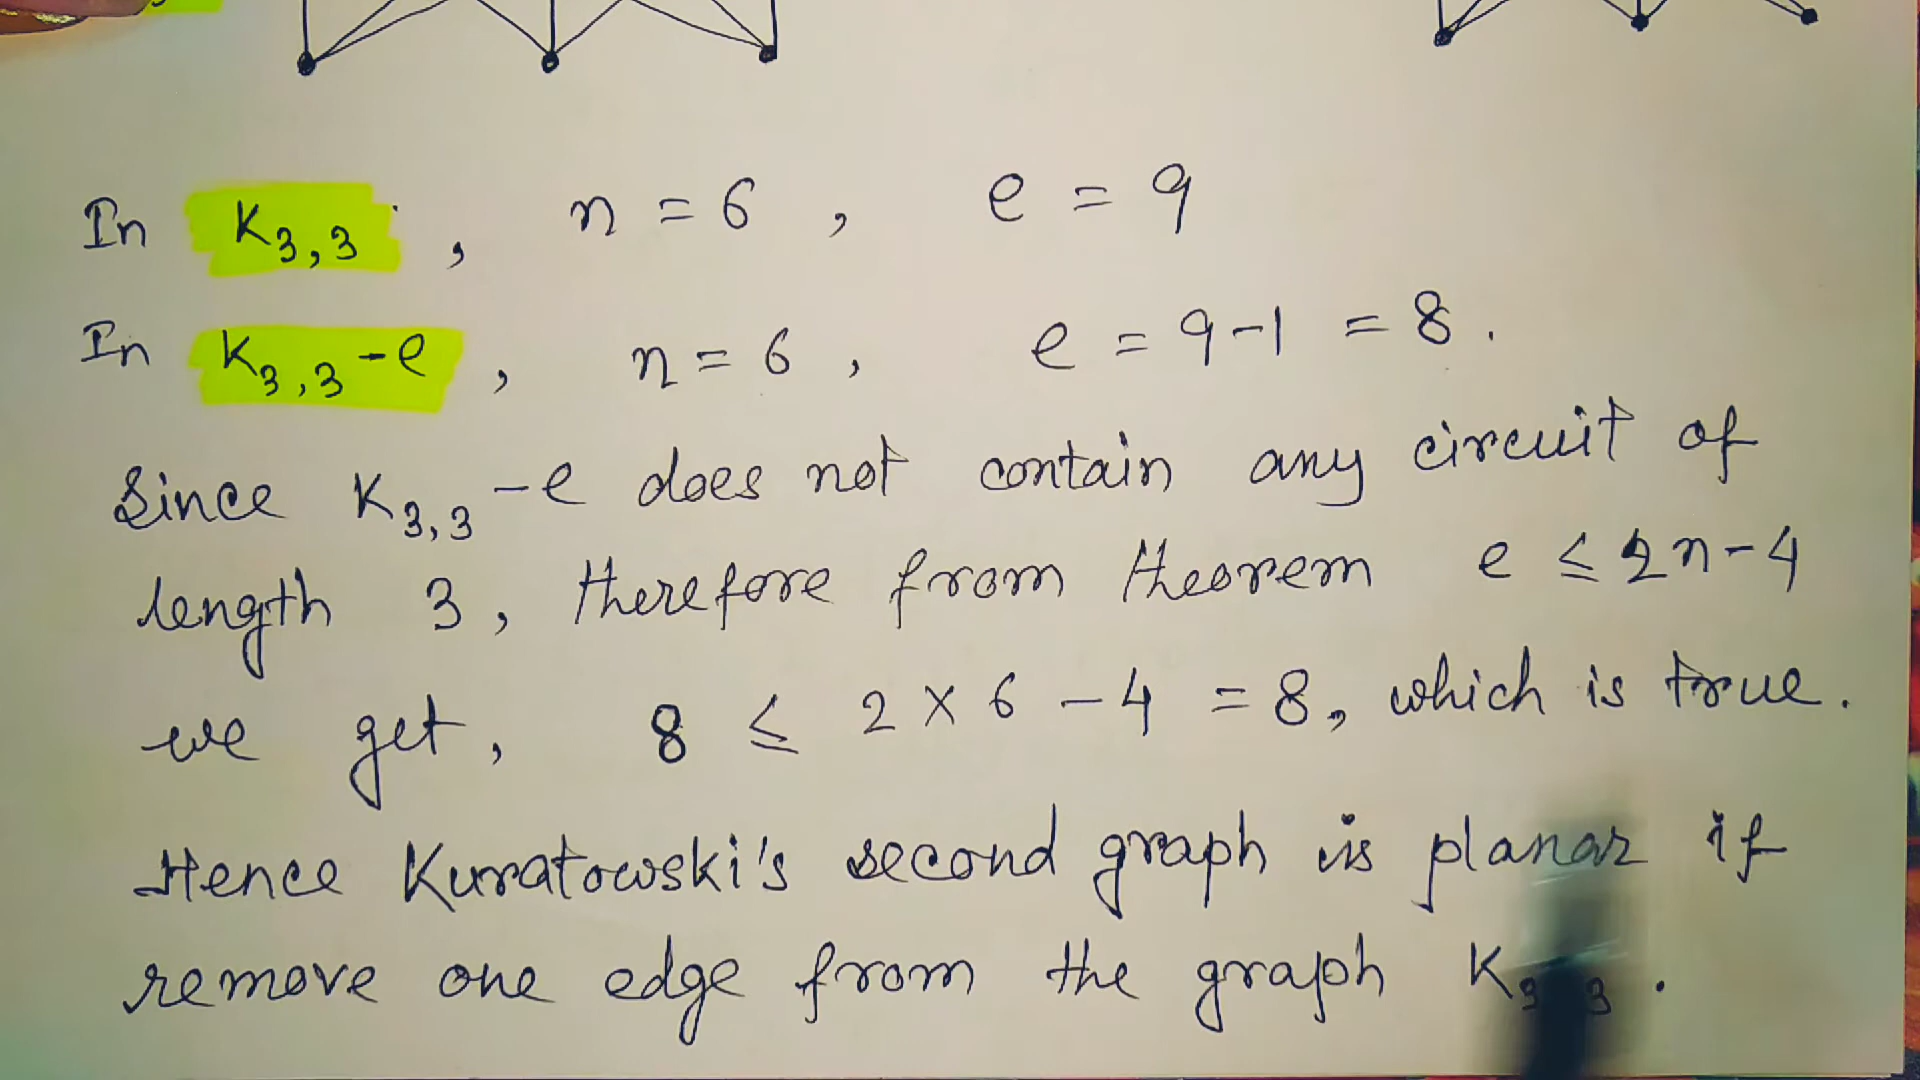 In K₃,₃ , n = 6 , e = 9
In K₃,₃ -e , n = 6 , e = 9-1 = 8 .
Since K₃,₃ -e does not contain any circuit of
length 3 , therefore from theorem e ≤ 2n-4
we get , 8 ≤ 2 × 6 - 4 = 8, which is true .
Hence Kuratowski's second graph is planar if
remove one edge from the graph K₃,₃ .